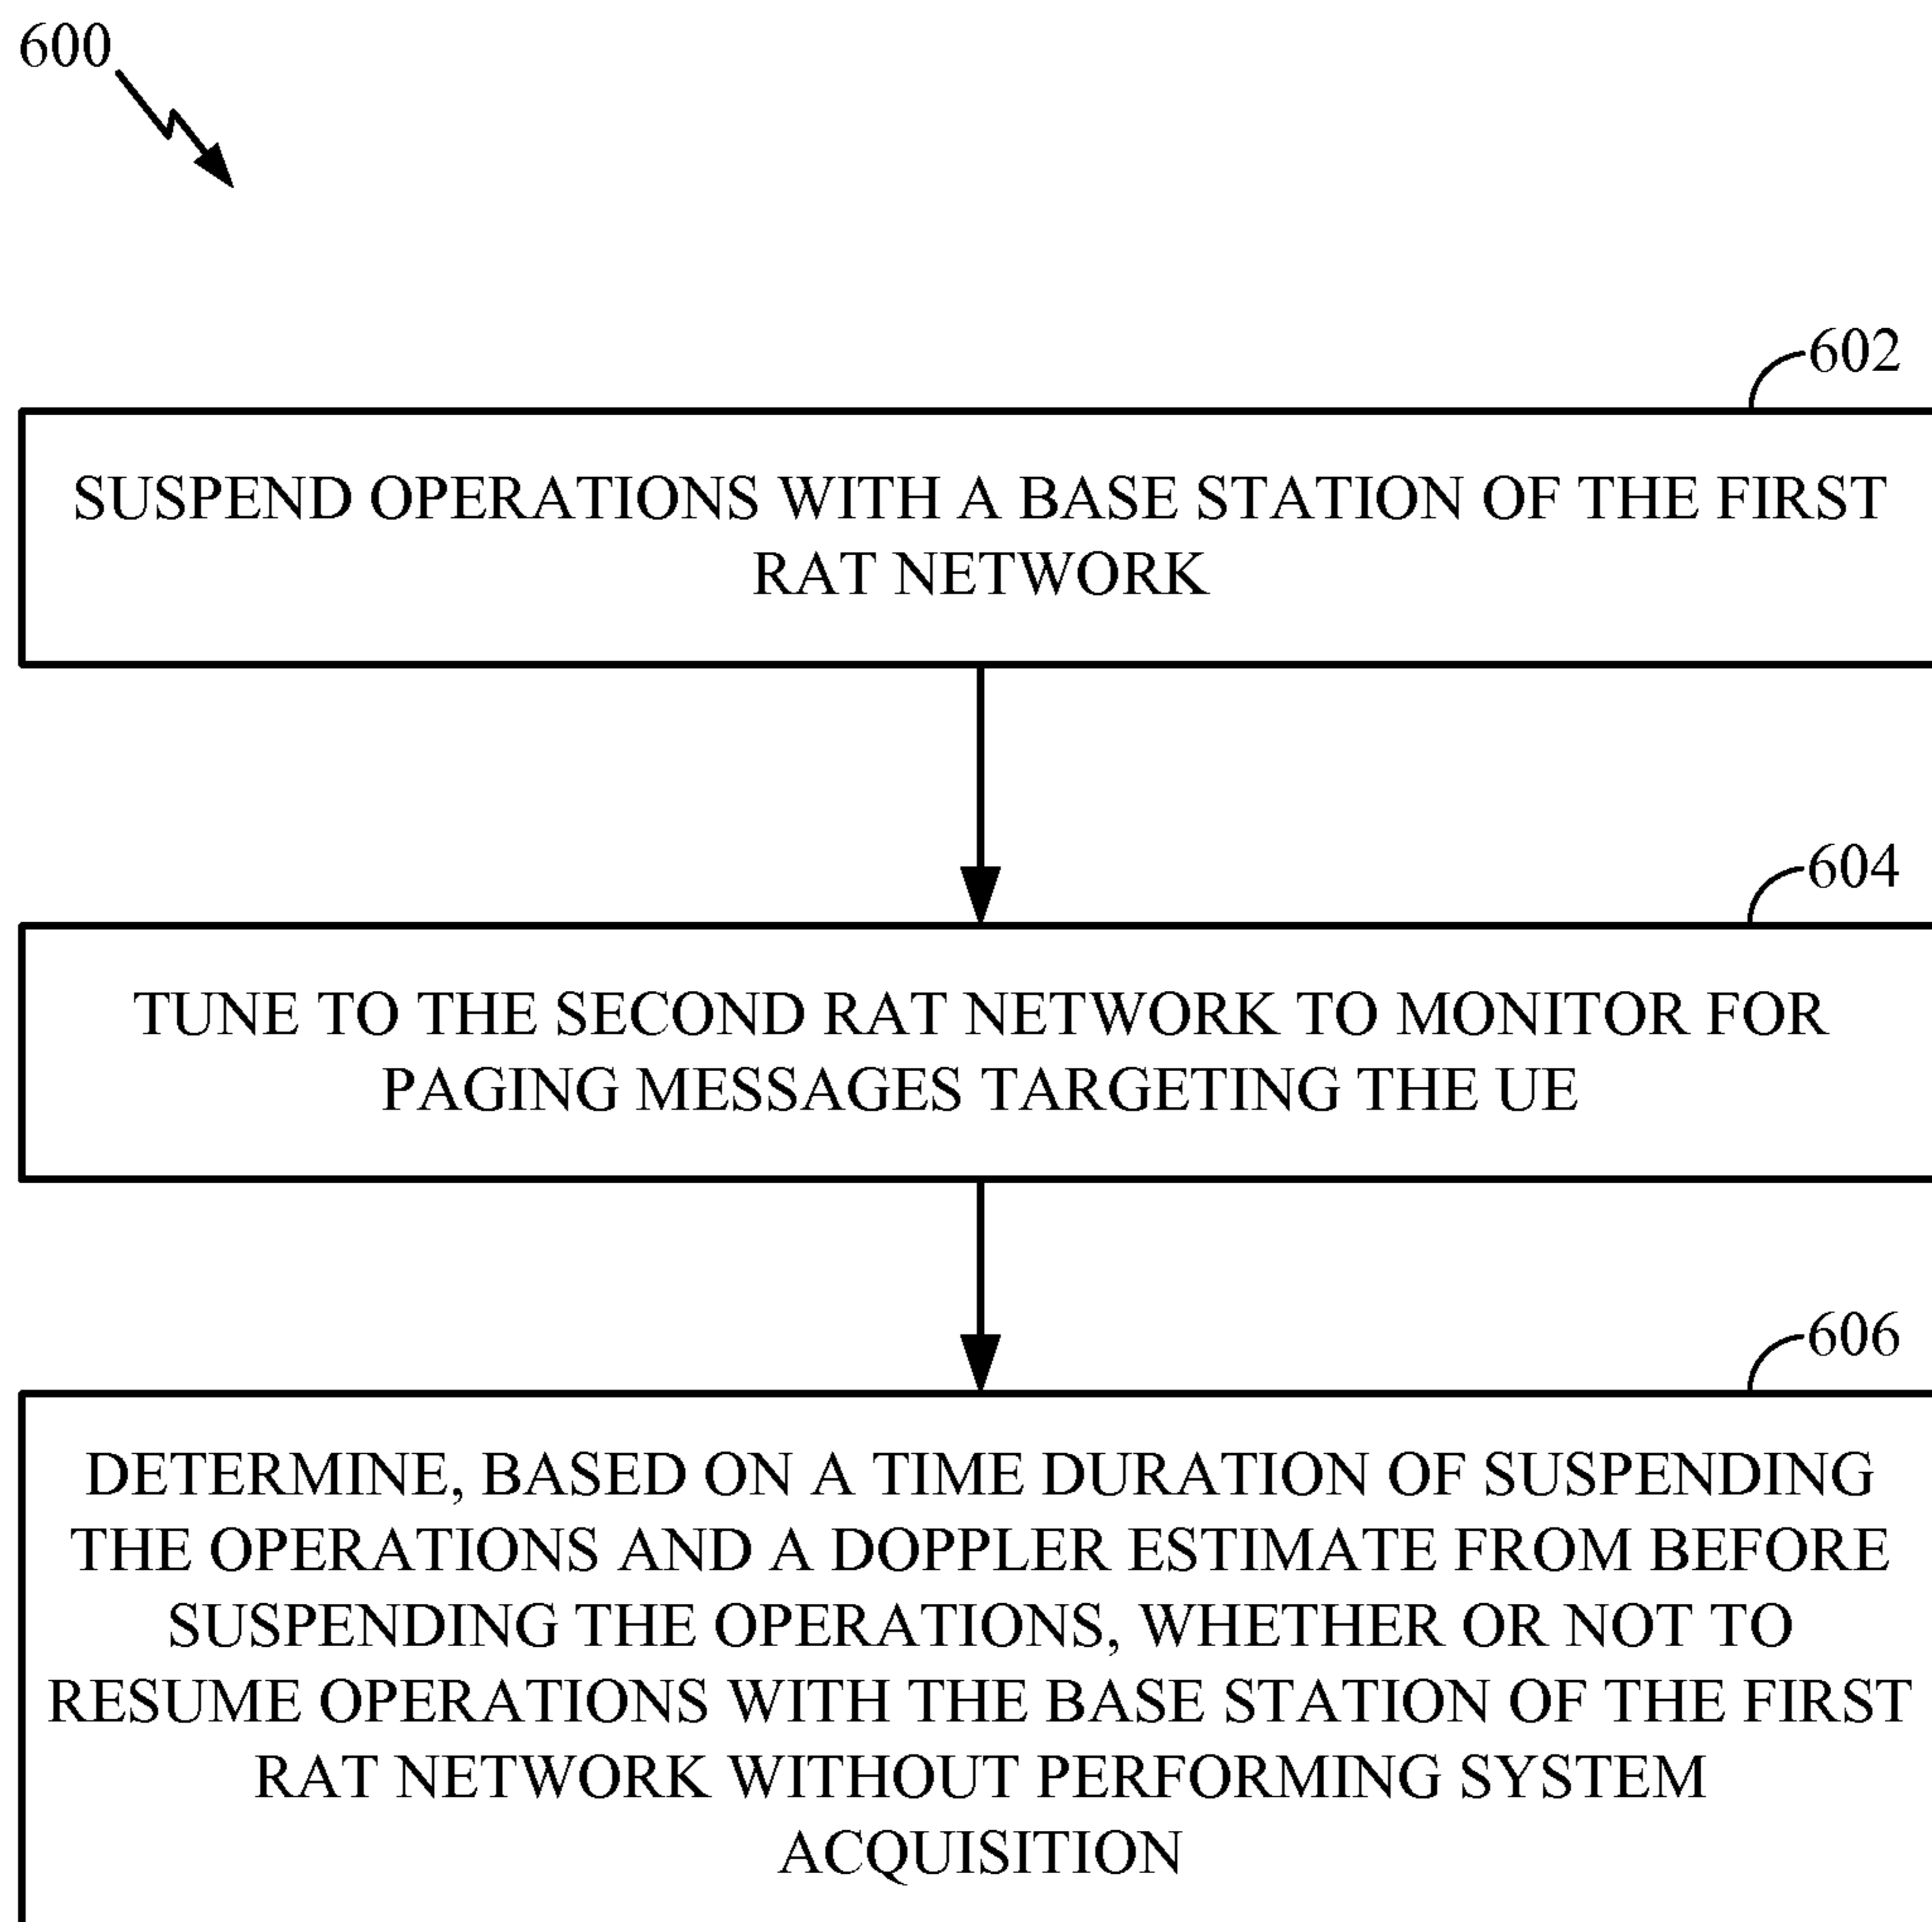 600
602
SUSPEND OPERATIONS WITH A BASE STATION OF THE FIRST
RAT NETWORK
604
TUNE TO THE SECOND RAT NETWORK TO MONITOR FOR
PAGING MESSAGES TARGETING THE UE
606
DETERMINE, BASED ON A TIME DURATION OF SUSPENDING
THE OPERATIONS AND A DOPPLER ESTIMATE FROM BEFORE
SUSPENDING THE OPERATIONS, WHETHER OR NOT TO
RESUME OPERATIONS WITH THE BASE STATION OF THE FIRST
RAT NETWORK WITHOUT PERFORMING SYSTEM
ACQUISITION